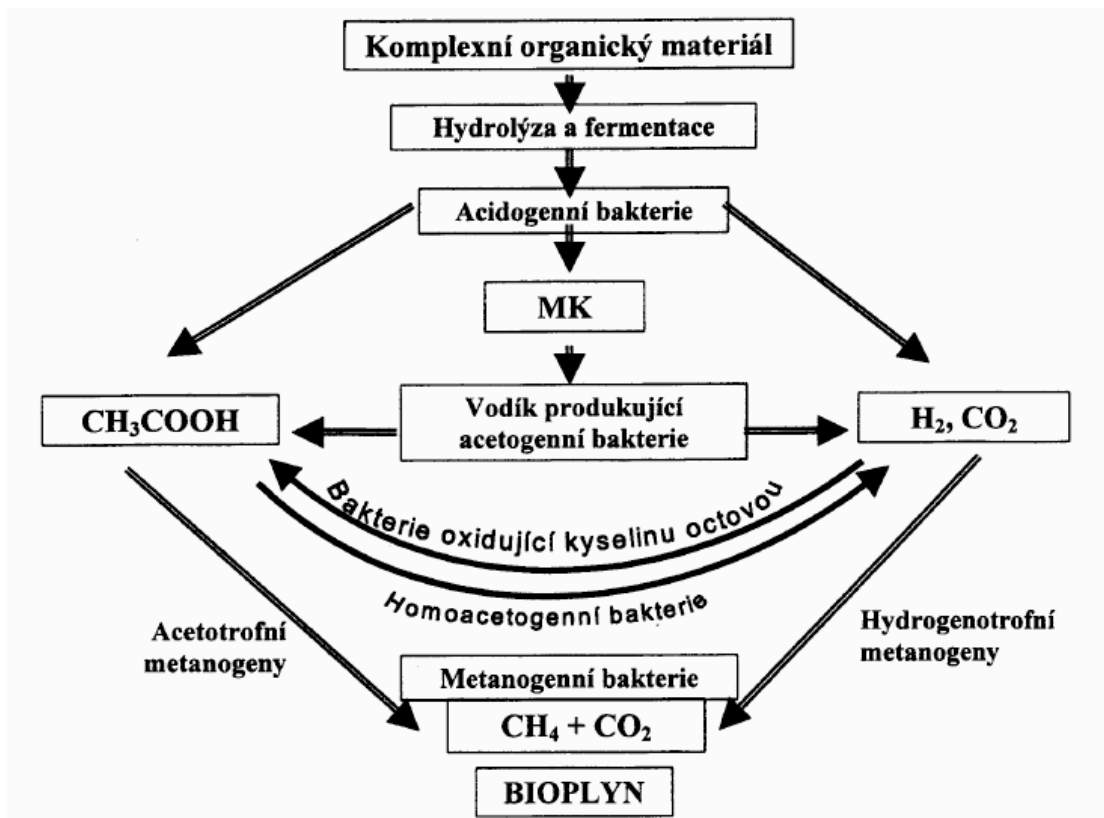 Komplexní organický materiál
Hydrolýza a fermentace
Acidogenní bakterie
MK
CH₃COOH
Vodík produkující
acetogenní bakterie
H₂, CO₂
Bakterie oxidující kyselinu octovou
Homoacetogenní bakterie
Acetotrofní
metanogeny
Hydrogenotrofní
metanogeny
Metanogenní bakterie
CH₄ + CO₂
BIOPLYN